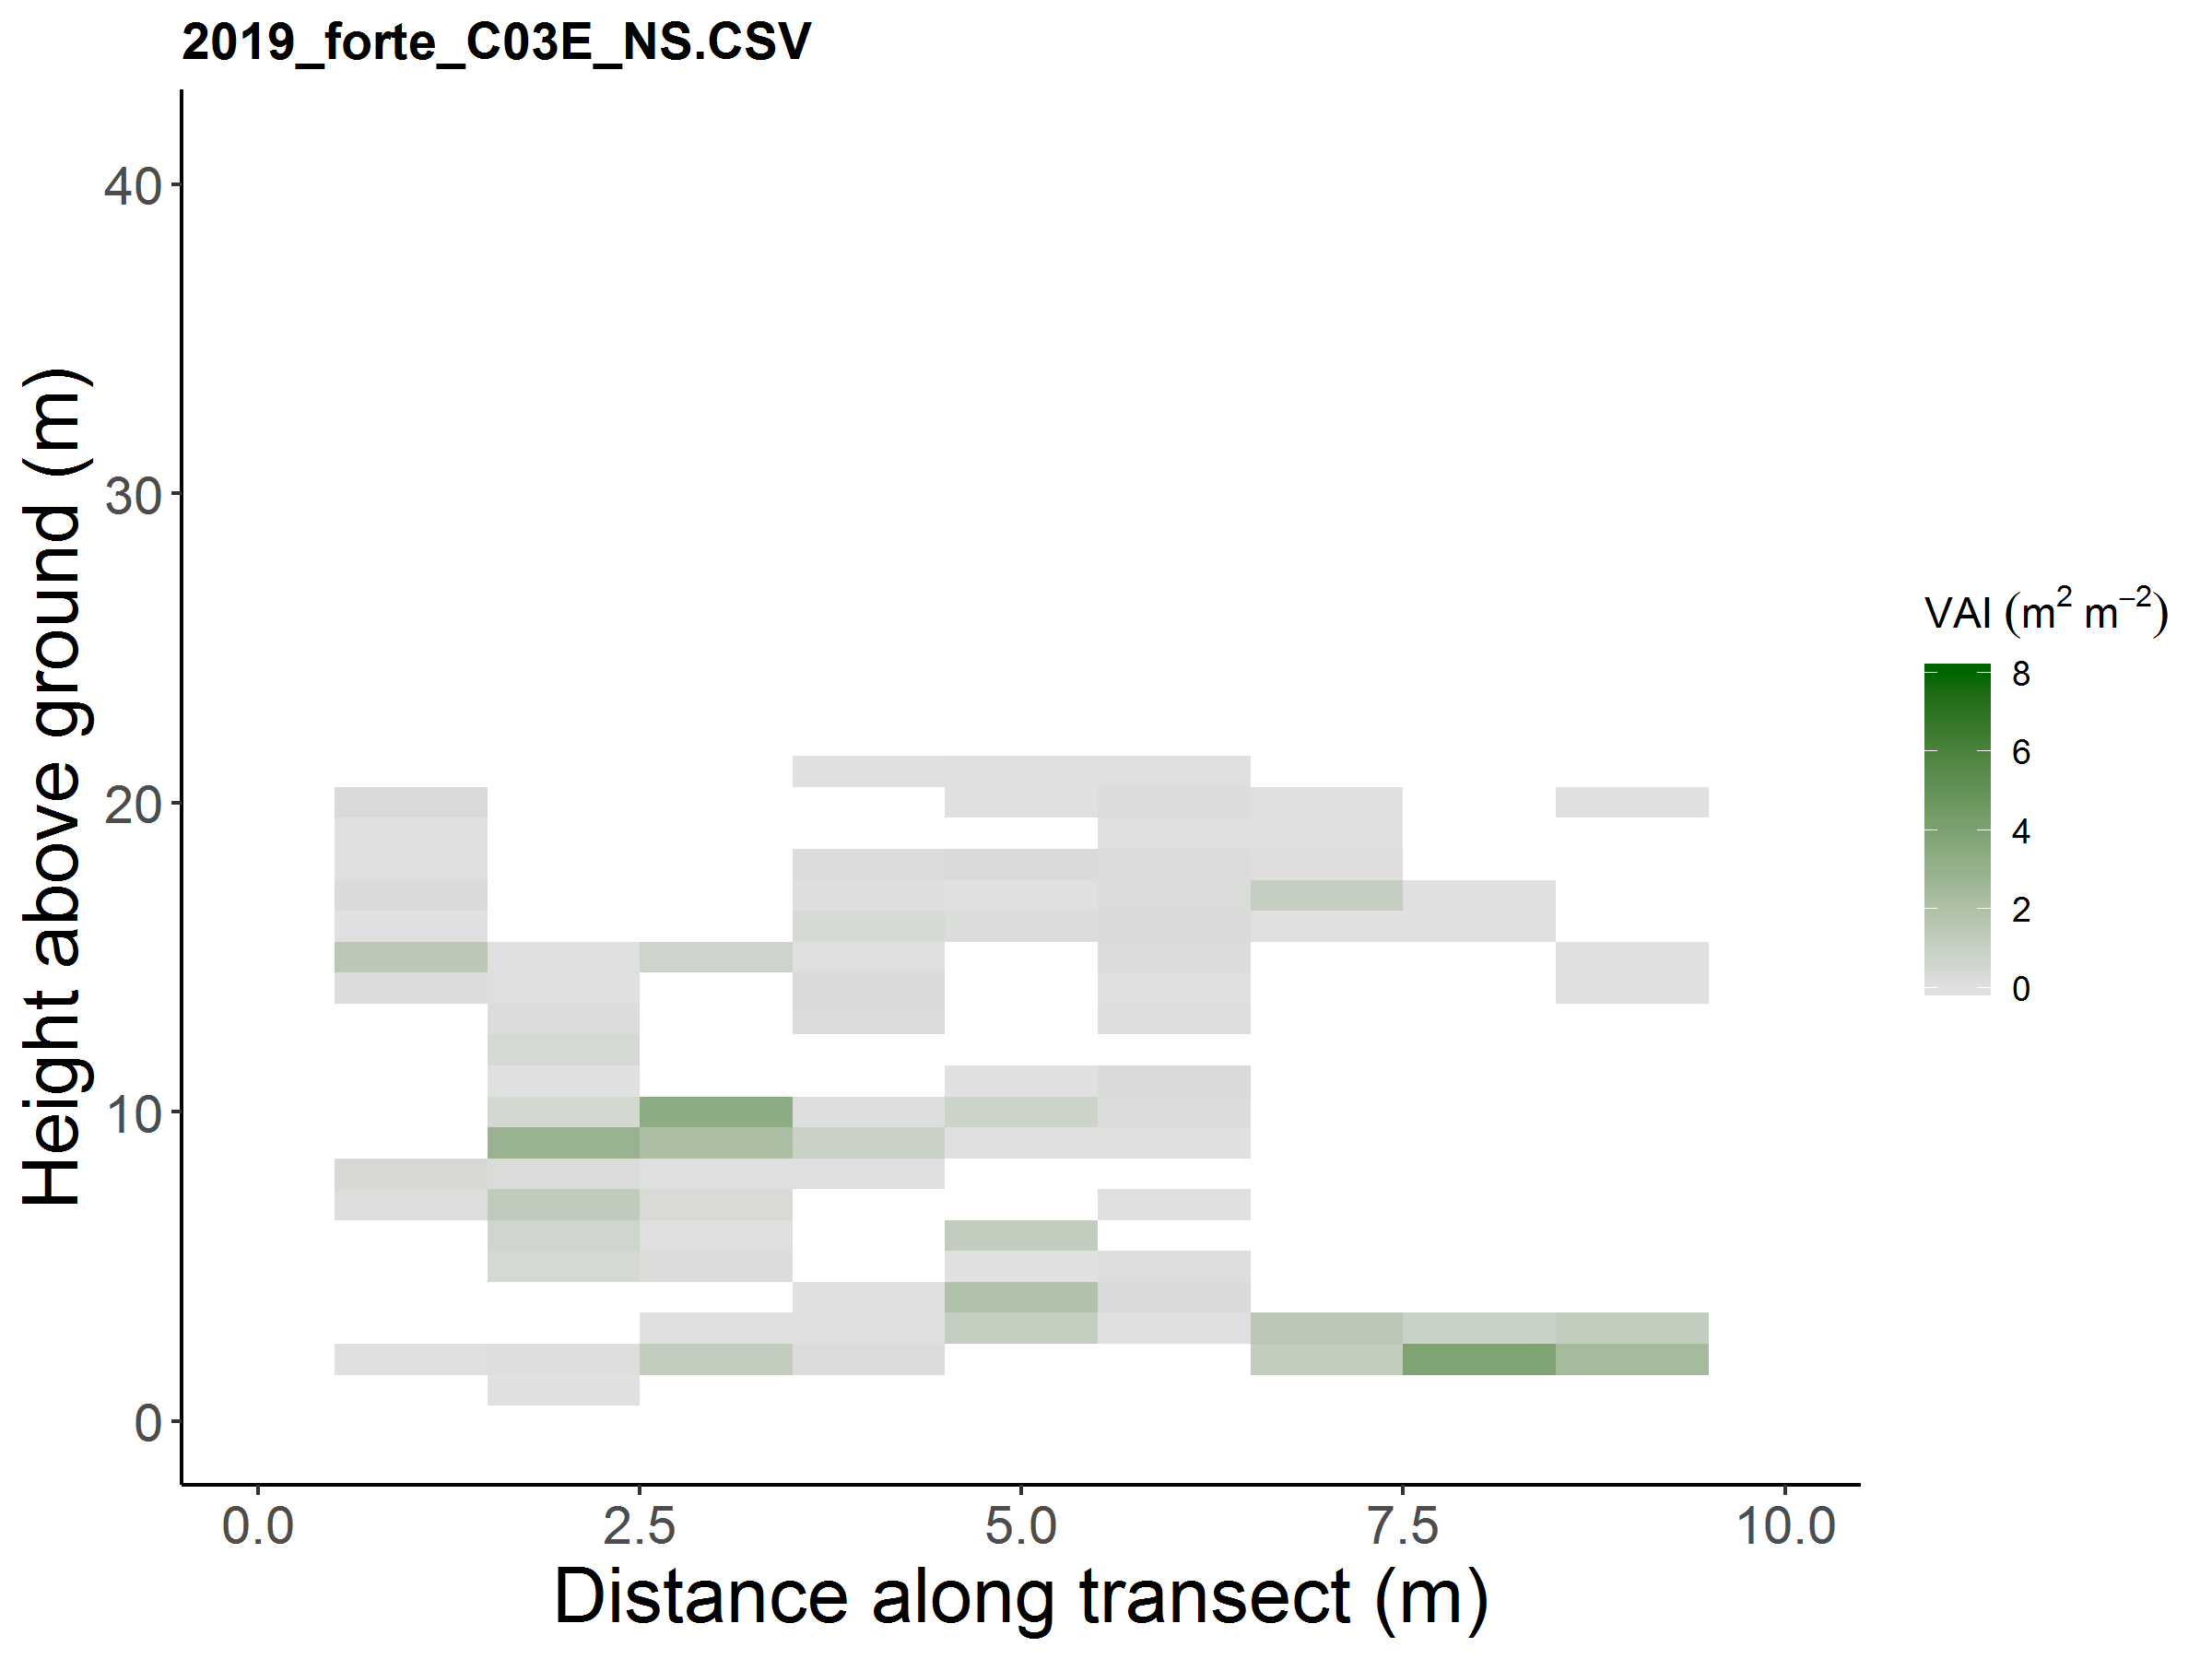 2019_forte_C03E_NS.CSV
Height above ground (m)
40
30
20
10
0
0.0 2.5 5.0 7.5 10.0
Distance along transect (m)
VAI (m² m⁻²)
8
6
4
2
0